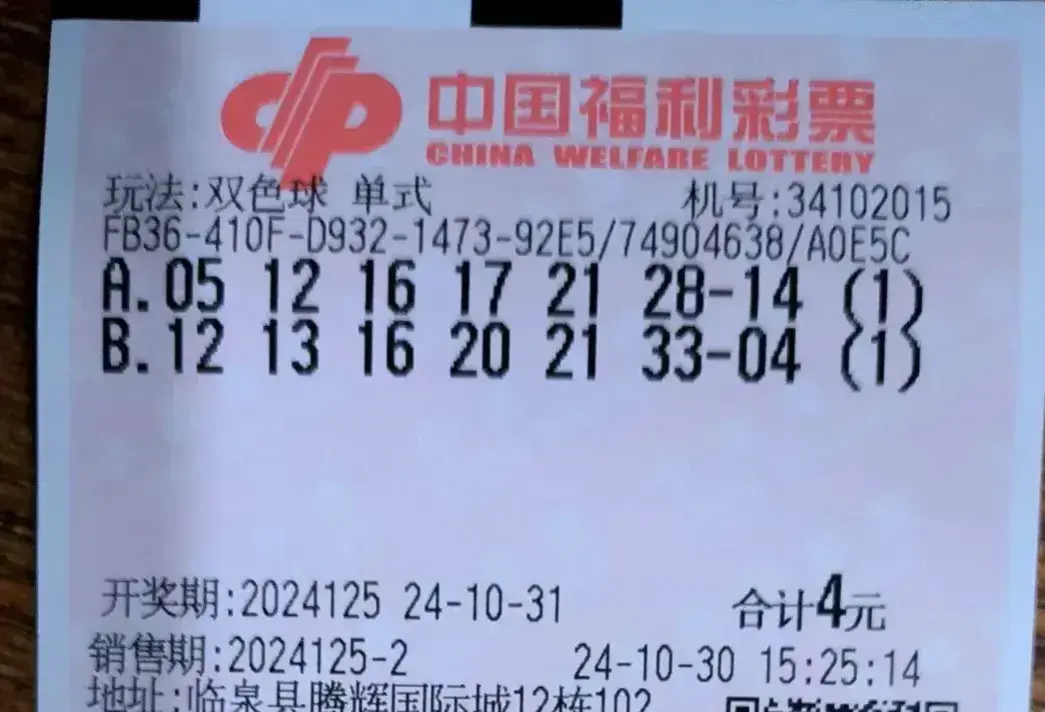 中国福利彩票
CHINA WELFARE LOTTERY
玩法:双色球 单式 机号:34102015
FB36-410F-D932-1473-92E5/74904638/A0E5C
A.05 12 16 17 21 28-14 (1)
B.12 13 16 20 21 33-04 (1)
开奖期:2024125 24-10-31 合计4元
销售期:2024125-2 24-10-30 15:25:14
地址:临泉县腾辉国际城12栋102